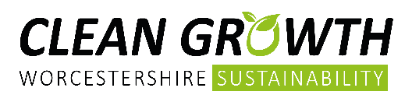 CLEAN GROWTH
WORCESTERSHIRE SUSTAINABILITY